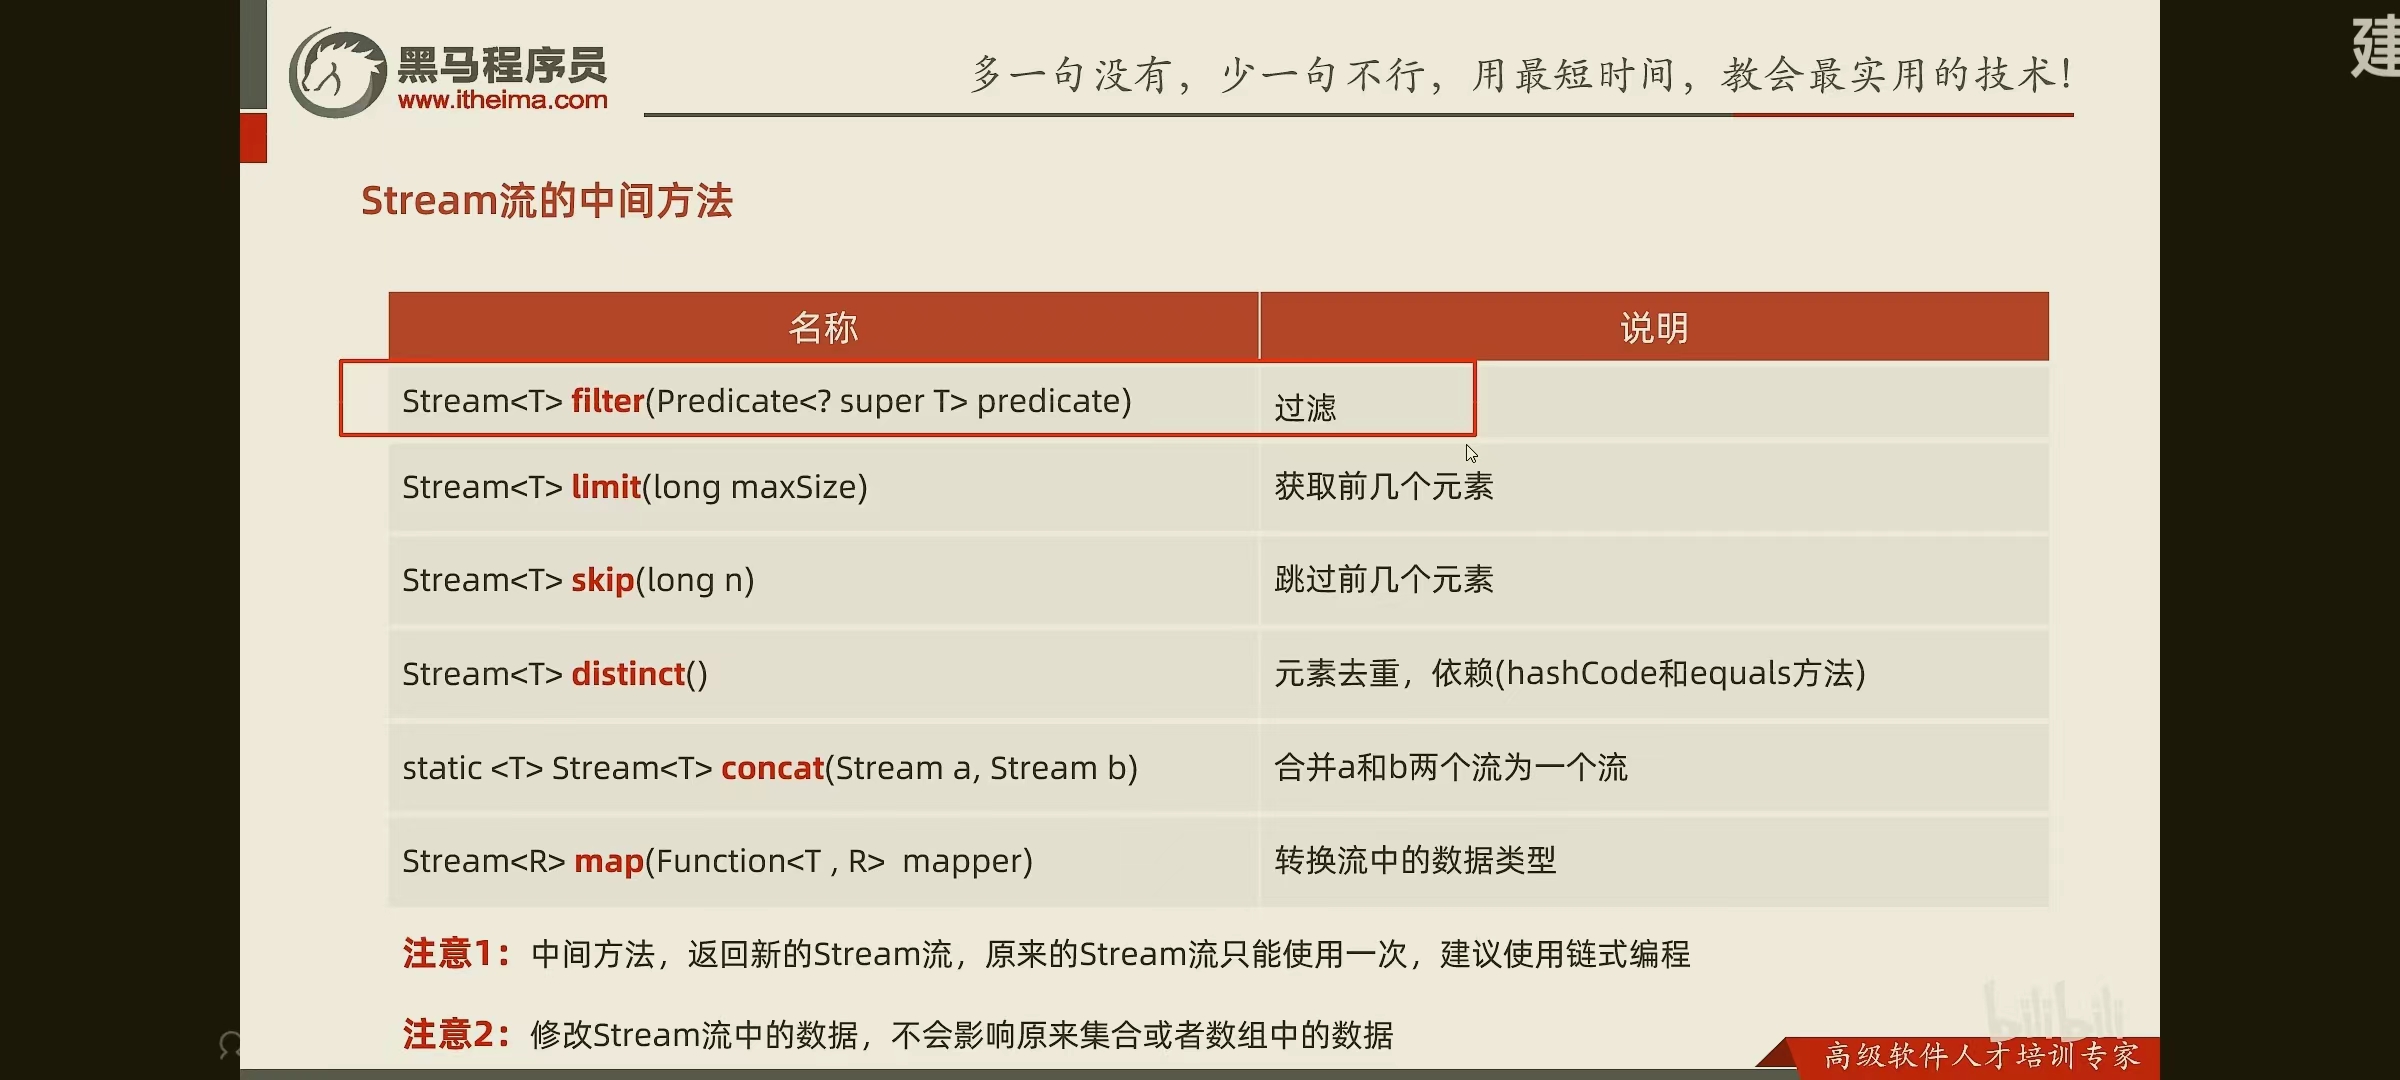 黑马程序员
www.itheima.com
多一句没有，少一句不行，用最短时间，教会最实用的技术！
建
Stream流的中间方法
名称 说明
Stream<T> filter(Predicate<? super T> predicate) 过滤
Stream<T> limit(long maxSize) 获取前几个元素
Stream<T> skip(long n) 跳过前几个元素
Stream<T> distinct() 元素去重，依赖(hashCode和equals方法)
static <T> Stream<T> concat(Stream a, Stream b) 合并a和b两个流为一个流
Stream<R> map(Function<T , R> mapper) 转换流中的数据类型
注意1：中间方法，返回新的Stream流，原来的Stream流只能使用一次，建议使用链式编程
注意2：修改Stream流中的数据，不会影响原来集合或者数组中的数据
bilibili
高级软件人才培训专家